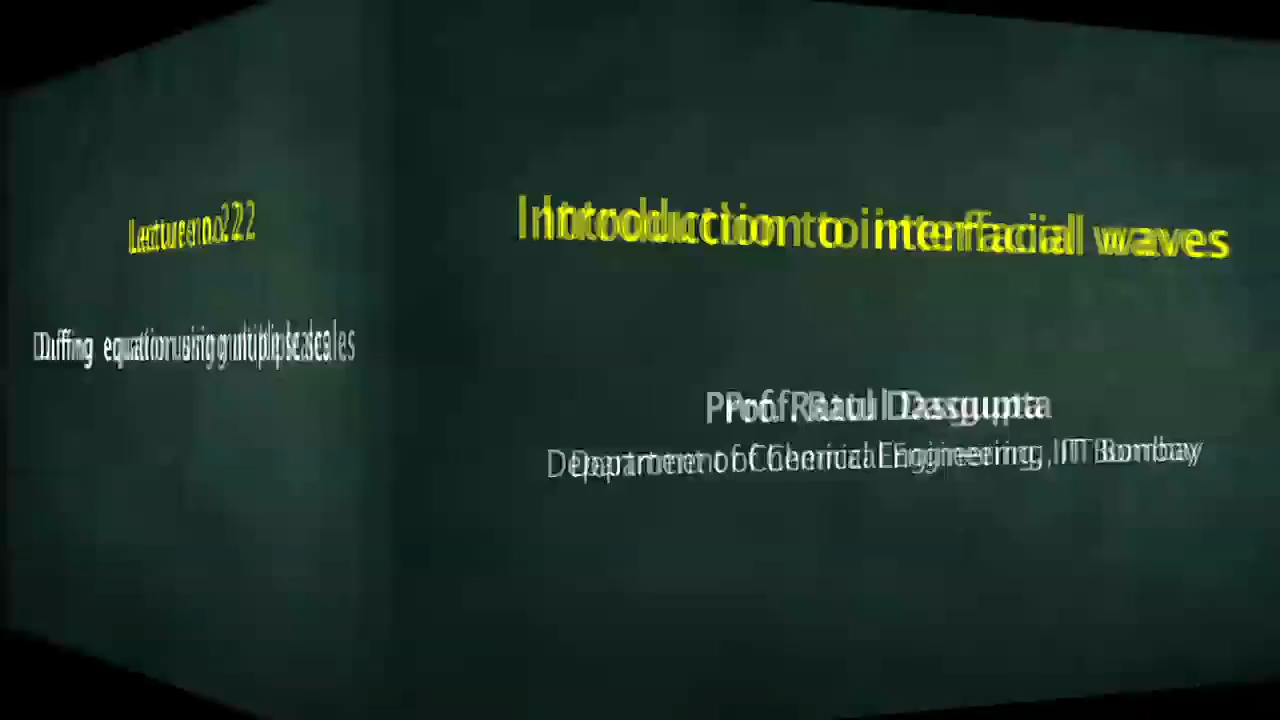 Lecture no. 22
Duffing equation using multiple scales
Introduction to interfacial waves
Prof. Ratul Dasgupta
Department of Chemical Engineering, IIT Bombay